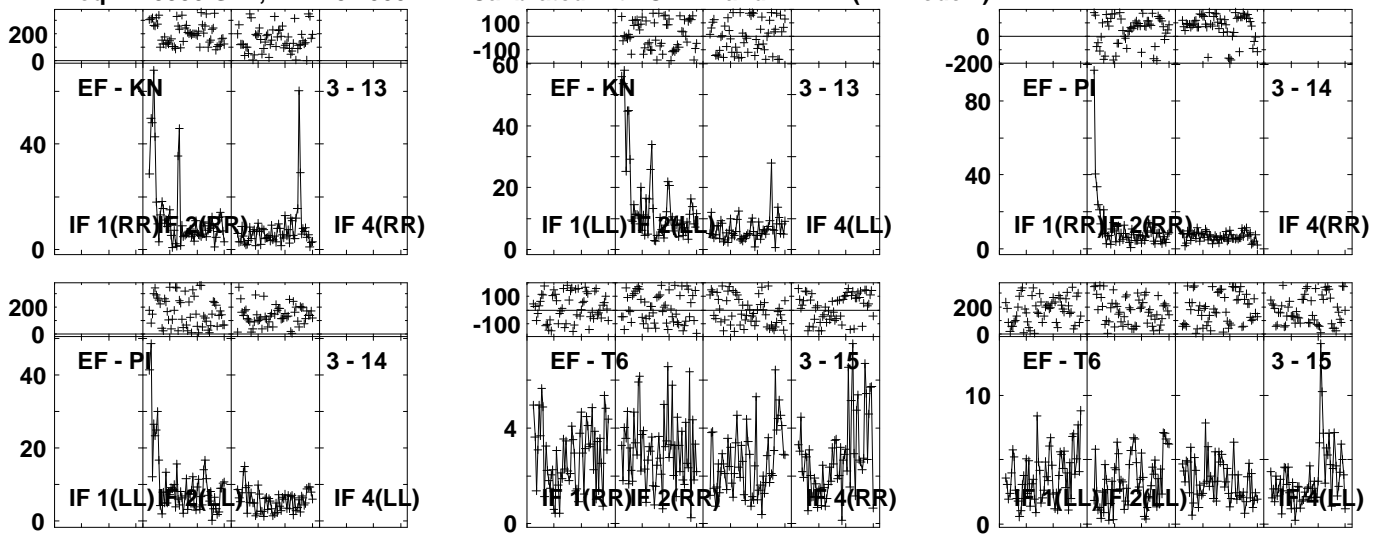 200
0
EF - KN
3 - 13
40
0
IF 1(RR)
IF 2(RR)
IF 4(RR)
100
-100
60
EF - KN
3 - 13
40
20
0
IF 1(LL)
IF 2(LL)
IF 4(LL)
0
-200
EF - PI
3 - 14
80
40
0
IF 1(RR)
IF 2(RR)
IF 4(RR)
200
0
EF - PI
3 - 14
40
20
0
IF 1(LL)
IF 2(LL)
IF 4(LL)
100
-100
EF - T6
3 - 15
4
0
IF 1(RR)
IF 2(RR)
IF 4(RR)
200
0
EF - T6
3 - 15
10
0
IF 1(LL)
IF 2(LL)
IF 4(LL)